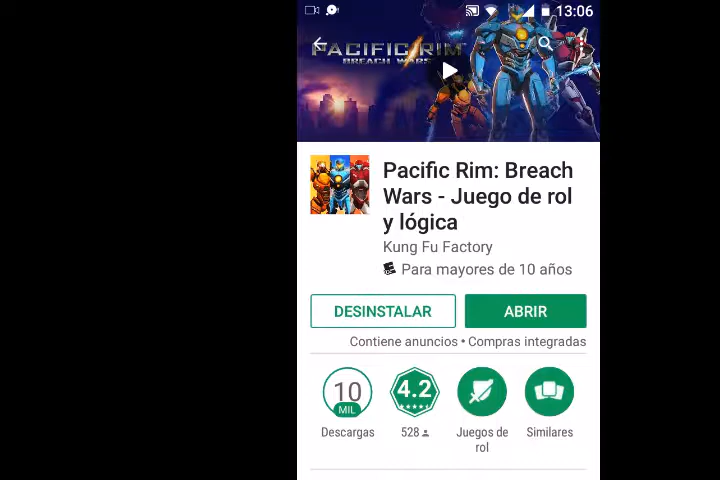 13:06
PACIFIC RIM
BREACH WARS
Pacific Rim: Breach
Wars - Juego de rol
y lógica
Kung Fu Factory
Para mayores de 10 años
DESINSTALAR
ABRIR
Contiene anuncios • Compras integradas
10
MIL
4.2
Descargas
528
Juegos de
rol
Similares